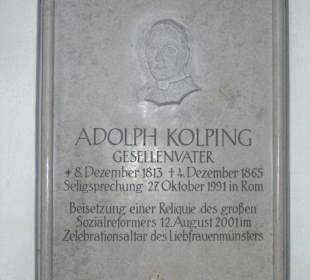 ADOLPH KOLPING
GESELLENVATER
* 8. Dezember 1813 † 4. Dezember 1865
Seligsprechung 27. Oktober 1991 in Rom
Beisetzung einer Reliquie des großen
Sozialreformers 12. August 2001 im
Zelebrationsaltar des Liebfrauenmünsters